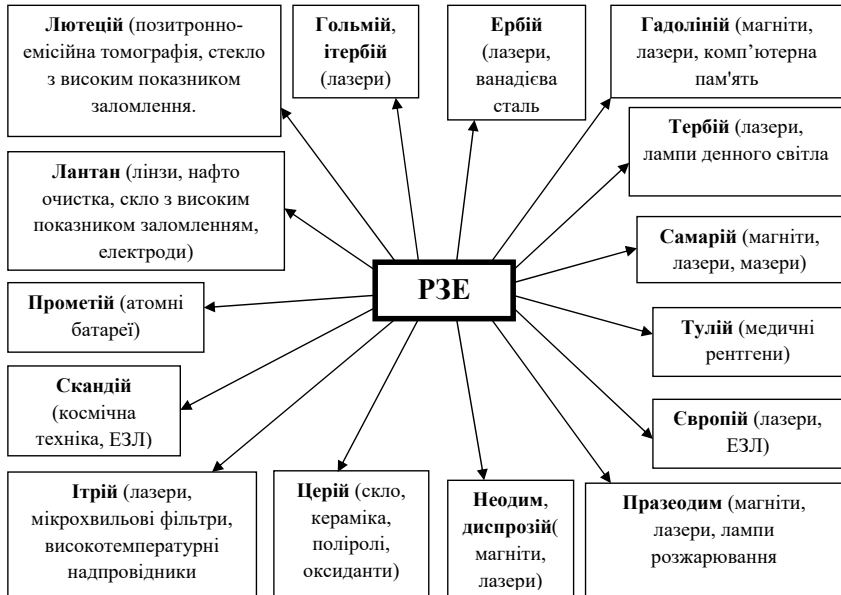 Лютецій (позитронно-
емісійна томографія, стекло
з високим показником
заломлення.
Гольмій,
ітербій
(лазери)
Ербій
(лазери,
ванадієва
сталь
Гадоліній (магніти,
лазери, комп’ютерна
пам'ять)
Тербій (лазери,
лампи денного світла
Лантан (лінзи, нафто
очистка, скло з високим
показником заломленням,
електроди)
Самарій (магніти,
лазери, мазери)
РЗЕ
Прометій (атомні
батареї)
Тулій (медичні
рентгени)
Скандій
(космічна
техніка, ЕЗЛ)
Європій (лазери,
ЕЗЛ)
Ітрій (лазери,
мікрохвильові фільтри,
високотемпературні
надпровідники
Церій (скло,
кераміка,
поліролі,
оксиданти)
Неодим,
диспрозій(
магніти,
лазери)
Празеодим (магніти,
лазери, лампи
розжарювання